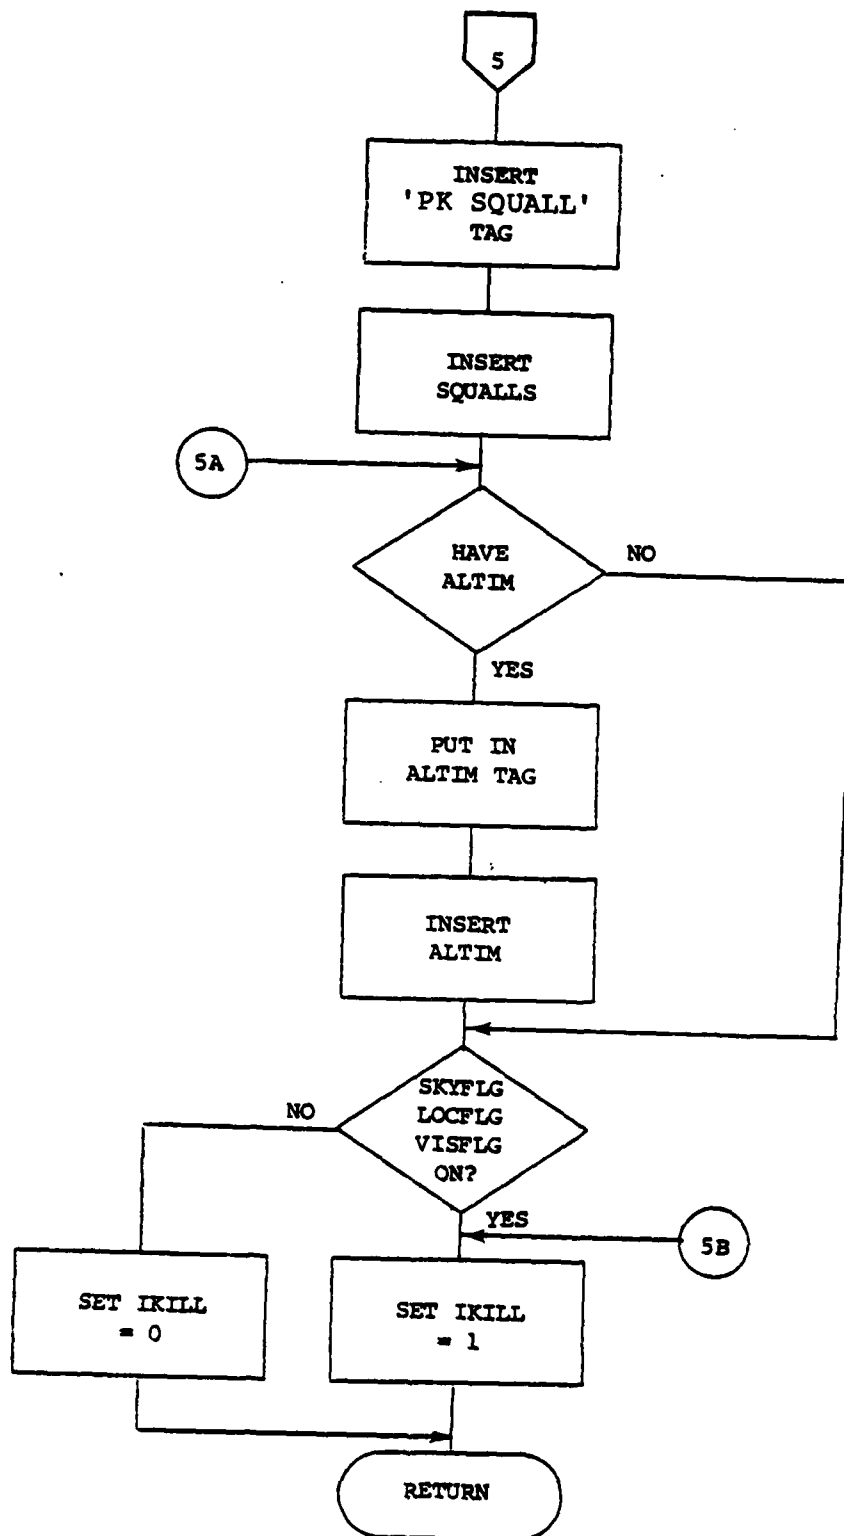 5
INSERT
'PK SQUALL'
TAG
INSERT
SQUALLS
5A
HAVE
ALTIM
NO
YES
PUT IN
ALTIM TAG
INSERT
ALTIM
SKYFLG
LOCFLG
VISFLG
ON?
NO
YES
5B
SET IKILL
= 0
SET IKILL
= 1
RETURN